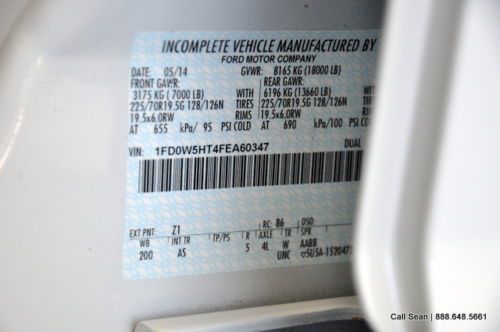 INCOMPLETE VEHICLE MANUFACTURED BY
FORD MOTOR COMPANY
DATE: 05/14 GVWR: 8165 KG (18000 LB)
FRONT GAWR: REAR GAWR:
3175 KG (7000 LB) WITH 6196 KG (13660 LB) WITH
225/70R19.5G 128/126N TIRES 225/70R19.5G 128/126N
19.5x6.0RW RIMS 19.5x6.0RW
AT 655 kPa/ 95 PSI COLD AT 690 kPa/100 PSI COLD
VIN: 1FD0W5HT4FEA60347 DUAL
EXT PNT: Z1 RC: 86 DSO:
WB INT TR TP/PS R AXLE TR SPR
200 AS 5 4L W AABB
UNC
Call Sean | 888.648.5661